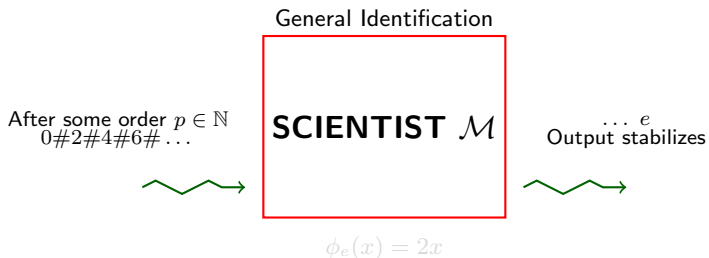 General Identification
After some order p ∈ ℕ
0#2#4#6# ...
SCIENTIST ℳ
... e
Output stabilizes
ϕₑ(x) = 2x